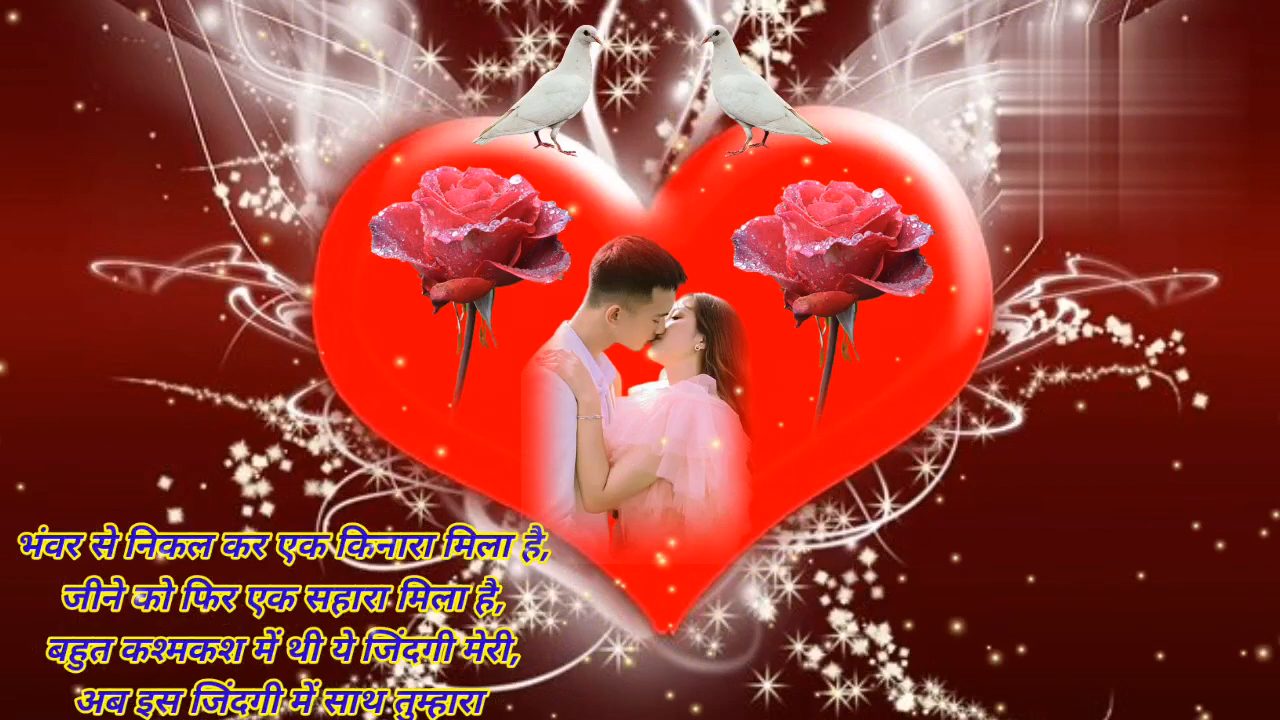 भंवर से निकल कर एक किनारा मिला है,
जीने को फिर एक सहारा मिला है,
बहुत कश्मकश में थी ये जिंदगी मेरी,
अब इस जिंदगी में साथ तुम्हारा